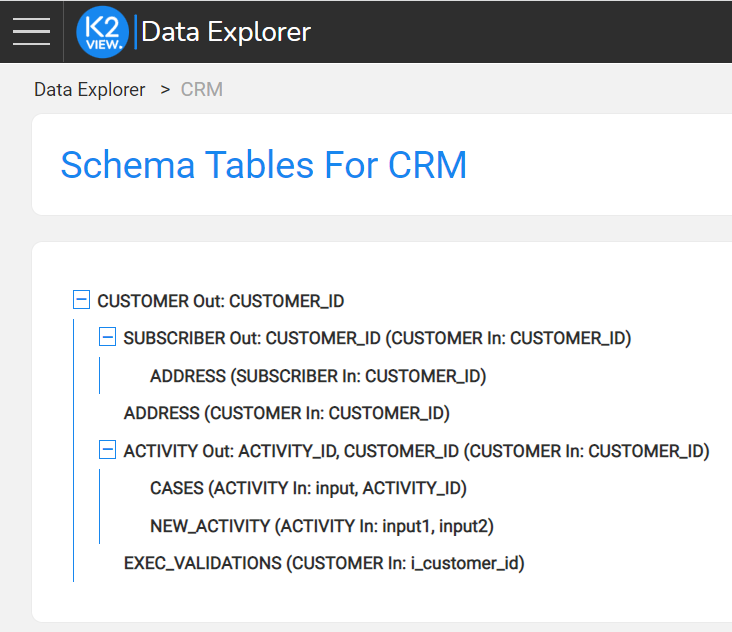 K2
VIEW.
Data Explorer
Data Explorer > CRM
Schema Tables For CRM
CUSTOMER Out: CUSTOMER_ID
SUBSCRIBER Out: CUSTOMER_ID (CUSTOMER In: CUSTOMER_ID)
ADDRESS (SUBSCRIBER In: CUSTOMER_ID)
ADDRESS (CUSTOMER In: CUSTOMER_ID)
ACTIVITY Out: ACTIVITY_ID, CUSTOMER_ID (CUSTOMER In: CUSTOMER_ID)
CASES (ACTIVITY In: input, ACTIVITY_ID)
NEW_ACTIVITY (ACTIVITY In: input1, input2)
EXEC_VALIDATIONS (CUSTOMER In: i_customer_id)